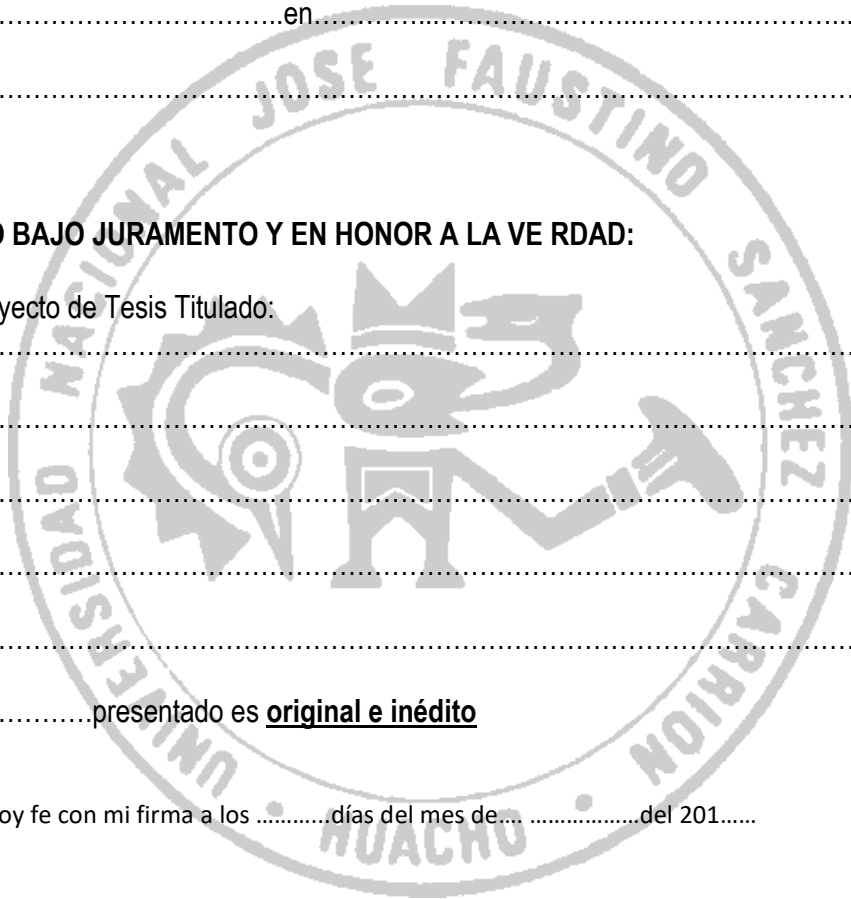 ……………………………..en………………………………...………….………...
…………………………………………………………………………………
O BAJO JURAMENTO Y EN HONOR A LA VE RDAD:
yecto de Tesis Titulado:
…………………………………………………………………………………
…………………………………………………………………………………
…………………………………………………………………………………
…………………………………………………………………………………
…………………………………………………………………………………
………….presentado es original e inédito
oy fe con mi firma a los ………..días del mes de…. ………………del 201……
UNIVERSIDAD NACIONAL JOSE FAUSTINO SANCHEZ CARRION
• HUACHO •